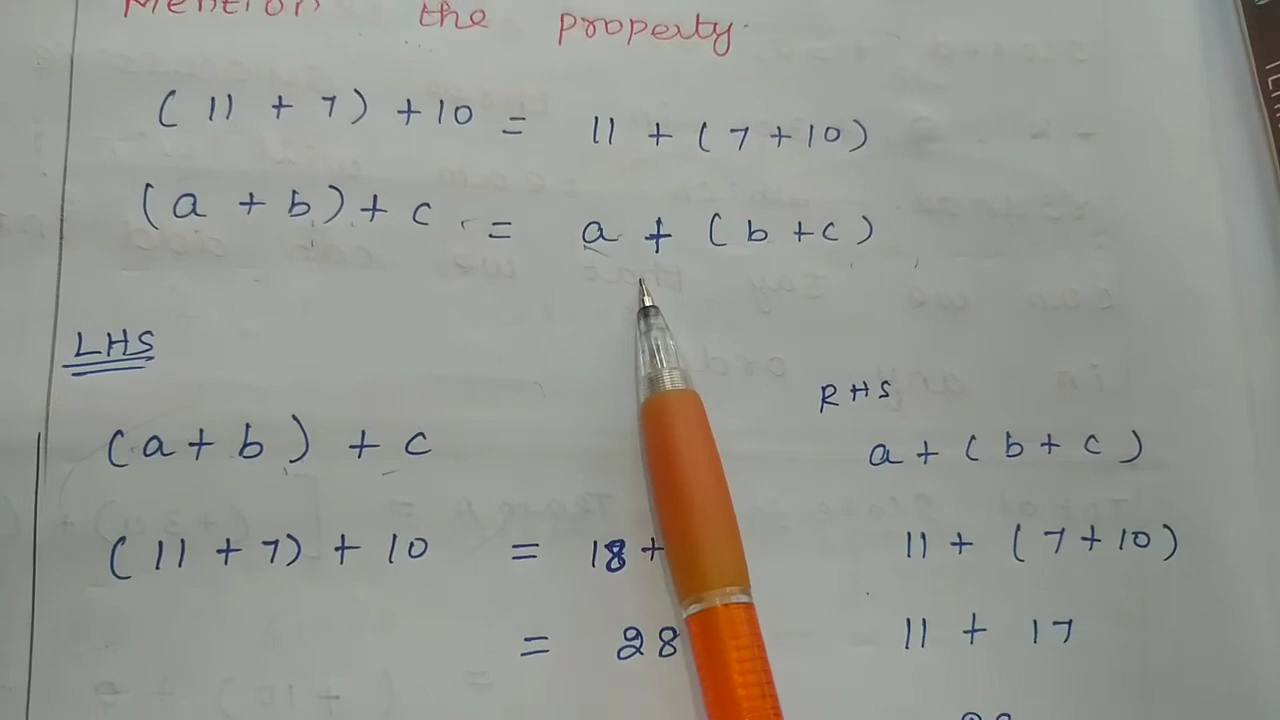 Mention the property.
(11 + 7) + 10 = 11 + (7 + 10)
(a + b) + c = a + (b + c)
LHS
(a + b) + c
(11 + 7) + 10 = 18 +
= 28
RHS
a + (b + c)
11 + (7 + 10)
11 + 17